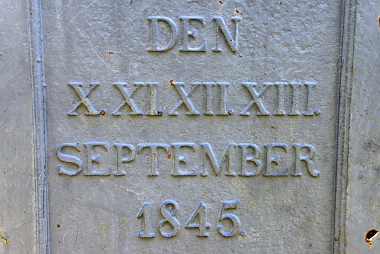 DEN
X. XI. XII. XIII.
SEPTEMBER
1845.